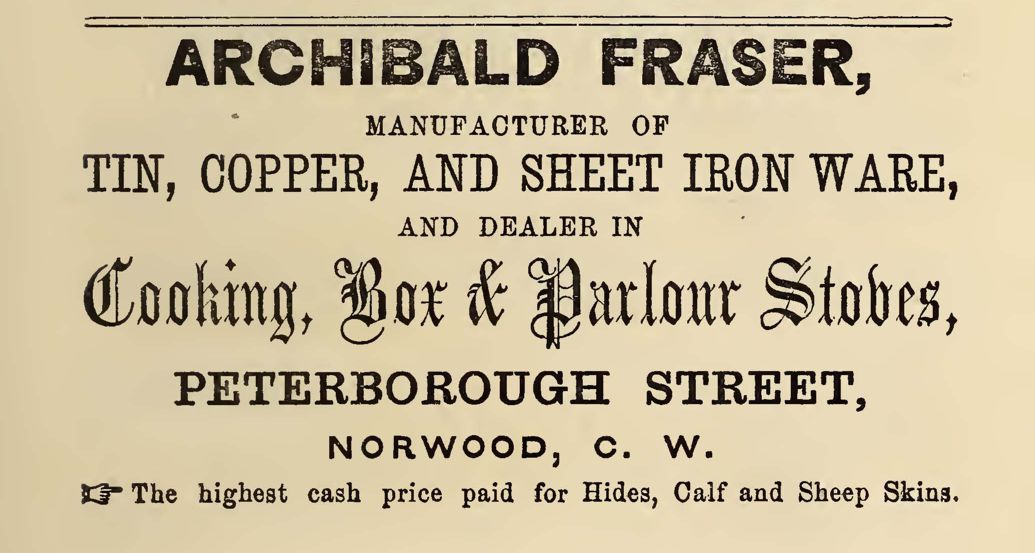 ARCHIBALD FRASER,
MANUFACTURER OF
TIN, COPPER, AND SHEET IRON WARE,
AND DEALER IN
Cooking, Box & Parlour Stoves,
PETERBOROUGH STREET,
NORWOOD, C. W.
☞ The highest cash price paid for Hides, Calf and Sheep Skins.